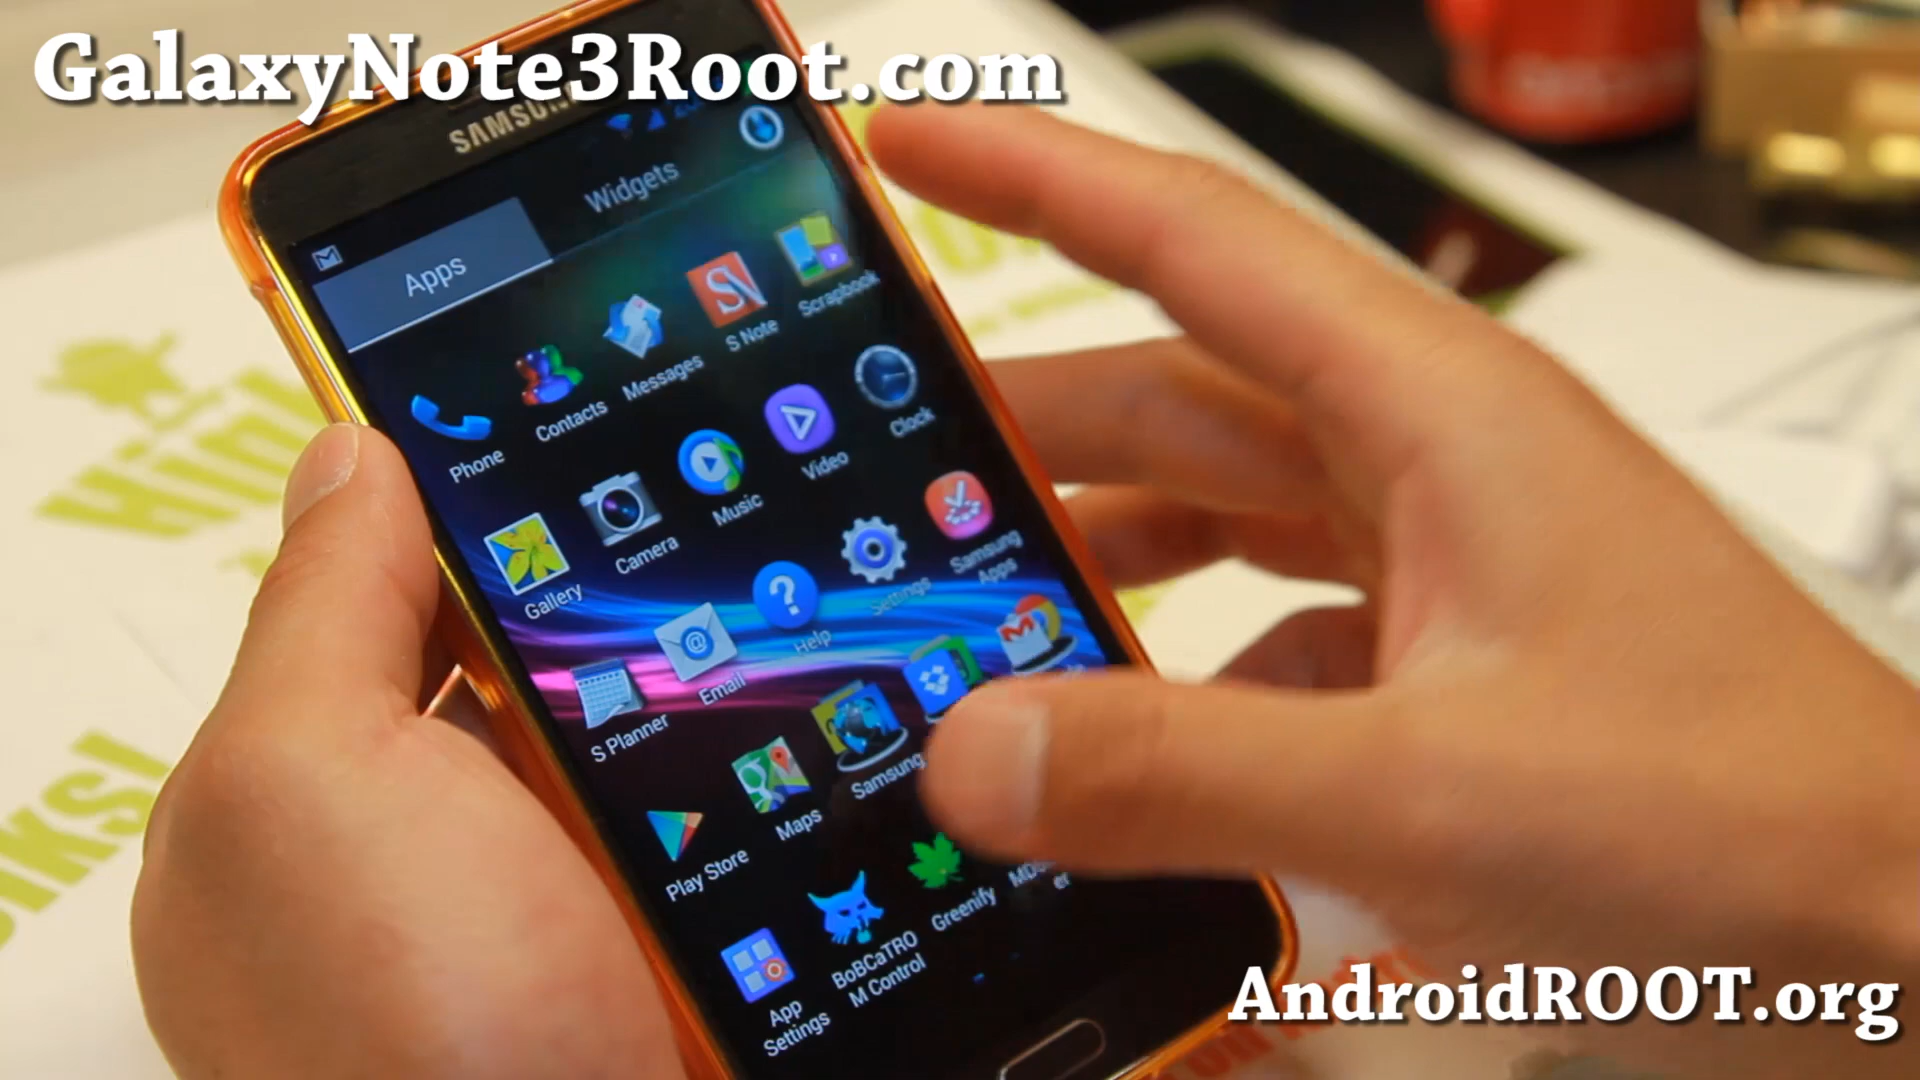 GalaxyNote3Root.com
SAMSUNG
Widgets
Apps
Phone
Contacts
Messages
S Note
Scrapbook
Gallery
Camera
Music
Video
Clock
S Planner
Email
Help
Settings
Samsung
Apps
Play Store
Maps
Samsung
App
Settings
BoBCaTRO
M Control
Greenify
AndroidROOT.org